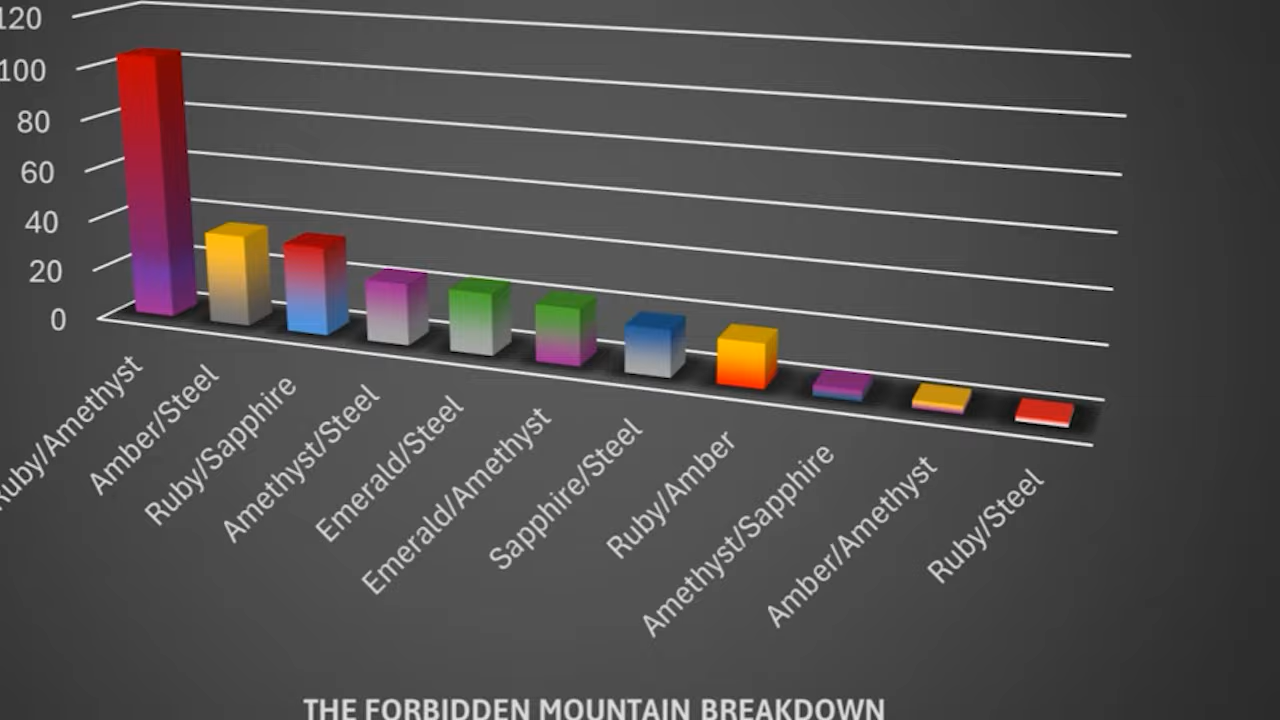 120
100
80
60
40
20
0
Ruby/Amethyst
Amber/Steel
Ruby/Sapphire
Amethyst/Steel
Emerald/Steel
Emerald/Amethyst
Sapphire/Steel
Ruby/Amber
Amethyst/Sapphire
Amber/Amethyst
Ruby/Steel
THE FORBIDDEN MOUNTAIN BREAKDOWN